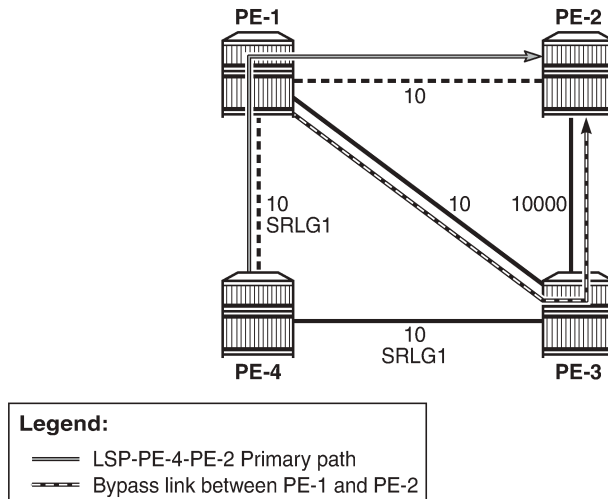 PE-1
PE-2
10
10
10000
10
SRLG1
10
SRLG1
PE-4
PE-3
Legend:
LSP-PE-4-PE-2 Primary path
Bypass link between PE-1 and PE-2